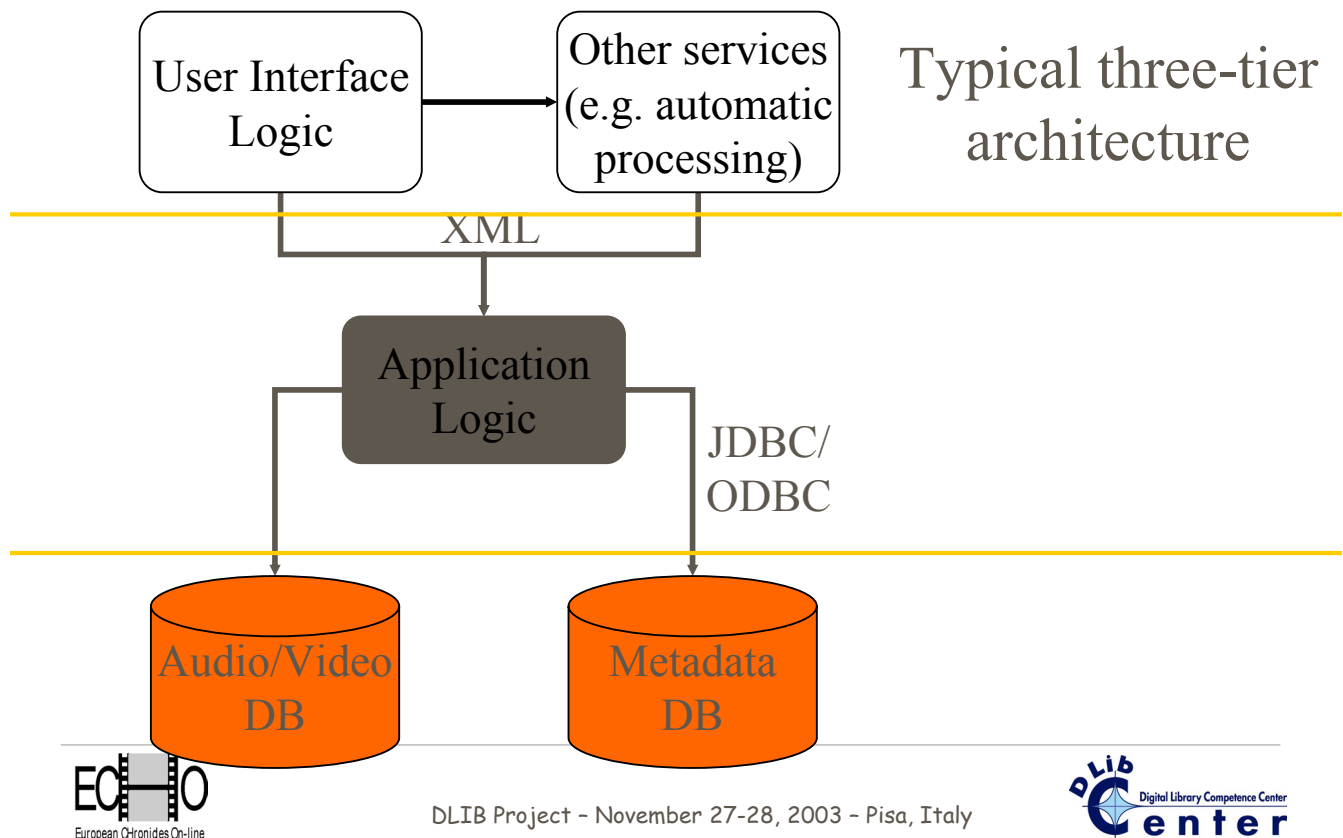 User Interface
Logic
Other services
(e.g. automatic
processing)
Typical three-tier
architecture
XML
Application
Logic
JDBC/
ODBC
Audio/Video
DB
Metadata
DB
ECHO
European CHronides On-line
DLIB Project – November 27-28, 2003 – Pisa, Italy
DLib
Digital Library Competence Center
Center